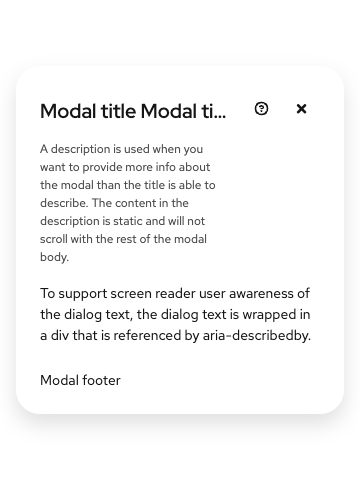 Modal title Modal ti...
A description is used when you
want to provide more info about
the modal than the title is able to
describe. The content in the
description is static and will not
scroll with the rest of the modal
body.
To support screen reader user awareness of
the dialog text, the dialog text is wrapped in
a div that is referenced by aria-describedby.
Modal footer